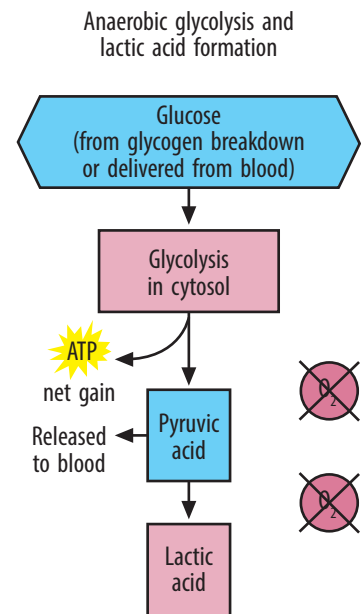 Anaerobic glycolysis and
lactic acid formation
Glucose
(from glycogen breakdown
or delivered from blood)
Glycolysis
in cytosol
ATP
net gain
O₂
Pyruvic
acid
Released
to blood
O₂
Lactic
acid